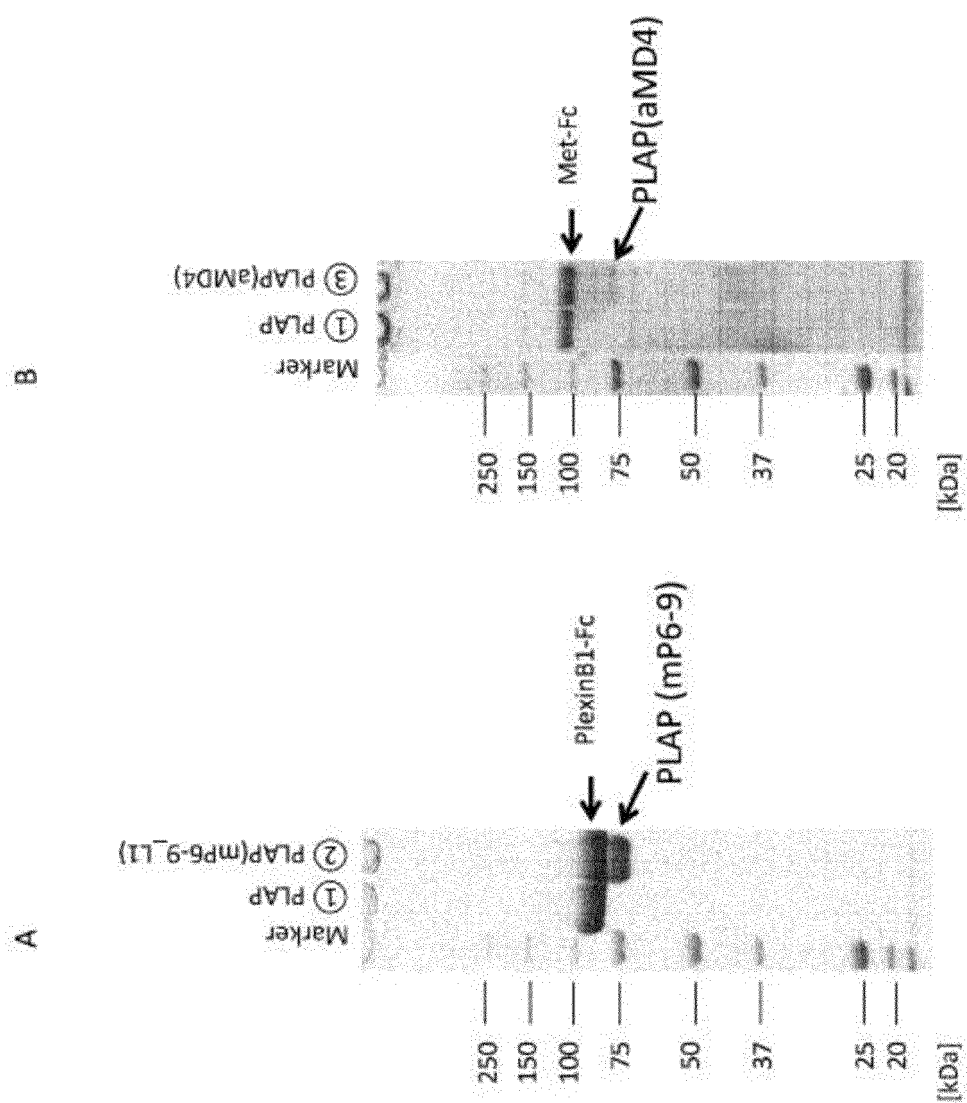 A
Marker
① PLAP
② PLAP(mP6-9_L1)
250
150
100
75
50
37
25
20
[kDa]
PlexinB1-Fc
PLAP (mP6-9)
B
Marker
① PLAP
③ PLAP(aMD4)
250
150
100
75
50
37
25
20
[kDa]
Met-Fc
PLAP(aMD4)